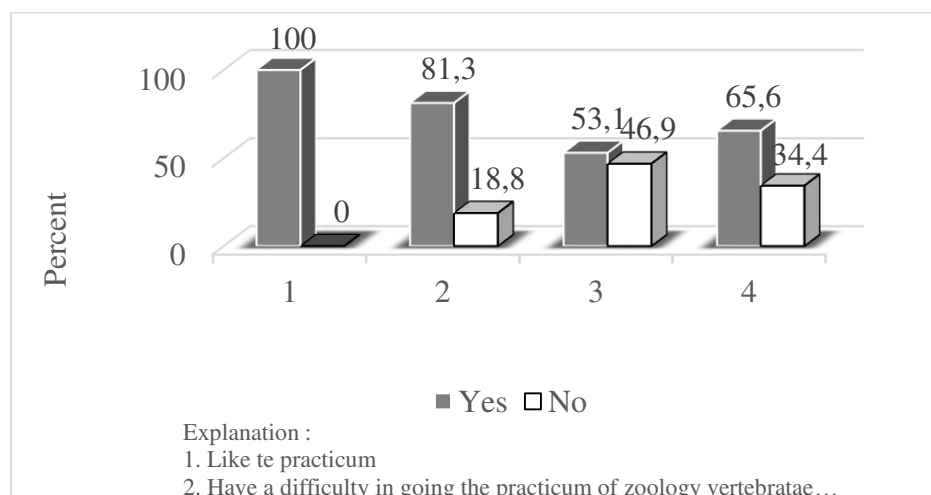 100
81,3
53,1
46,9
65,6
34,4
18,8
0
100
50
0
Percent
1 2 3 4
Yes No
Explanation :
1. Like te practicum
2. Have a difficulty in going the practicum of zoology vertebratae…